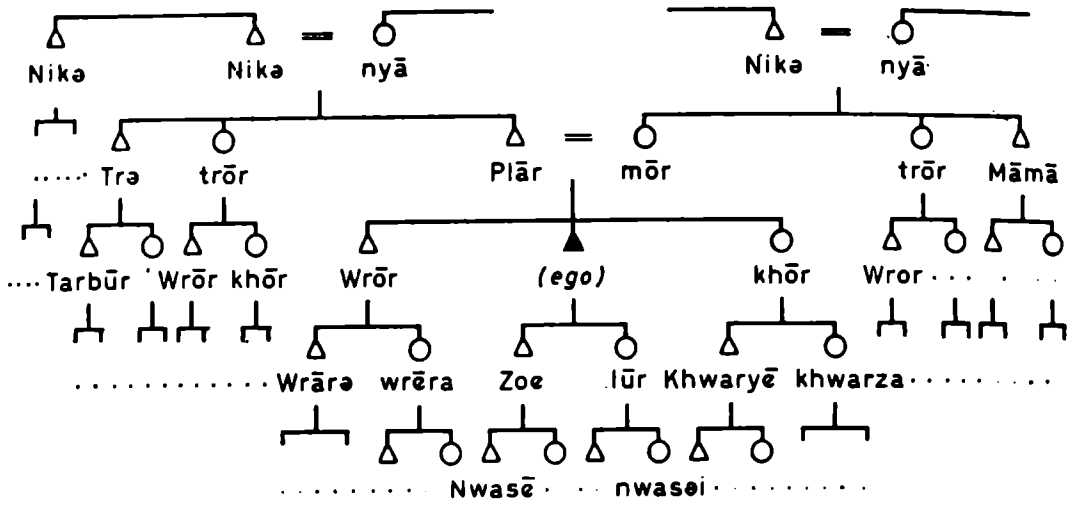 Nikə Nikə nyā Nikə nyā
Trə trōr Plār mōr trōr Māmā
Tarbūr Wrōr khōr Wrōr (ego) khōr Wror
Wrārə wrēra Zoe lūr Khwaryē khwarza
Nwasē nwasəi